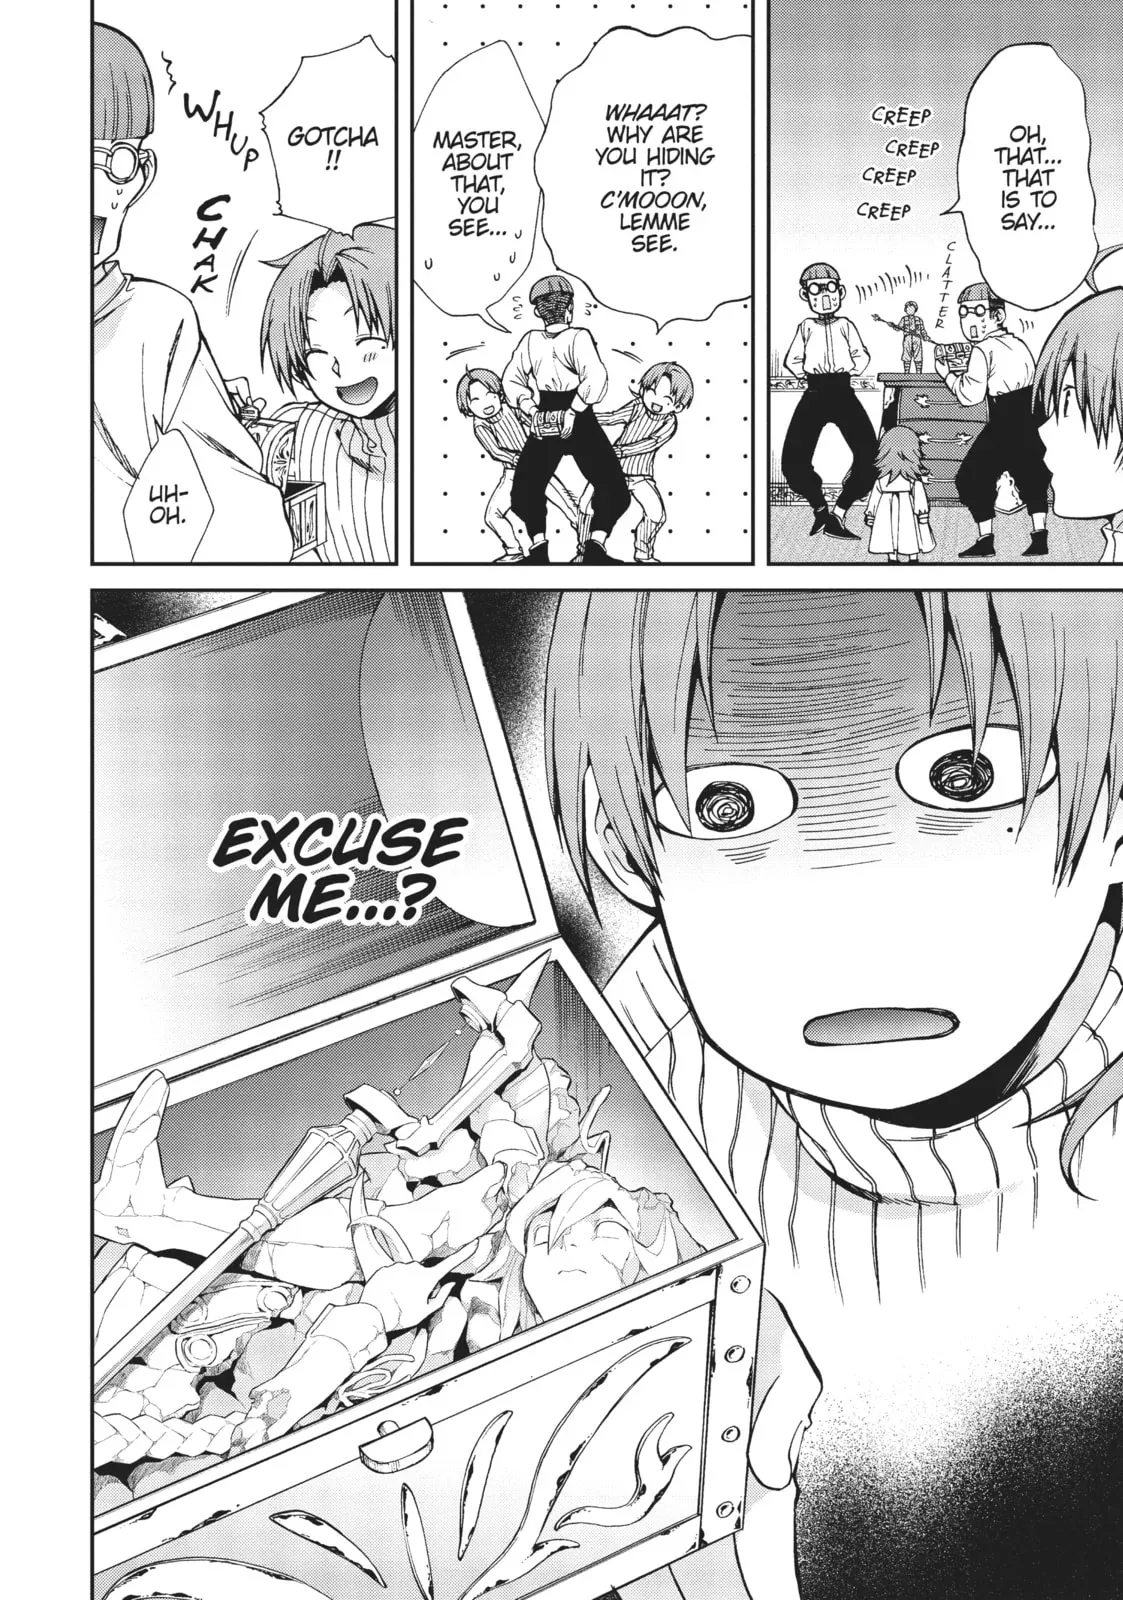 OH,
THAT...
THAT
IS TO
SAY...
CREEP
CREEP
CREEP
CREEP
CLATTER
WHAAAT?
WHY ARE
YOU HIDING
IT?
C'MOOON,
LEMME
SEE.
MASTER,
ABOUT
THAT,
YOU
SEE...
GOTCHA
!!
WHUP
CHAK
UH-
OH.
EXCUSE
ME...?